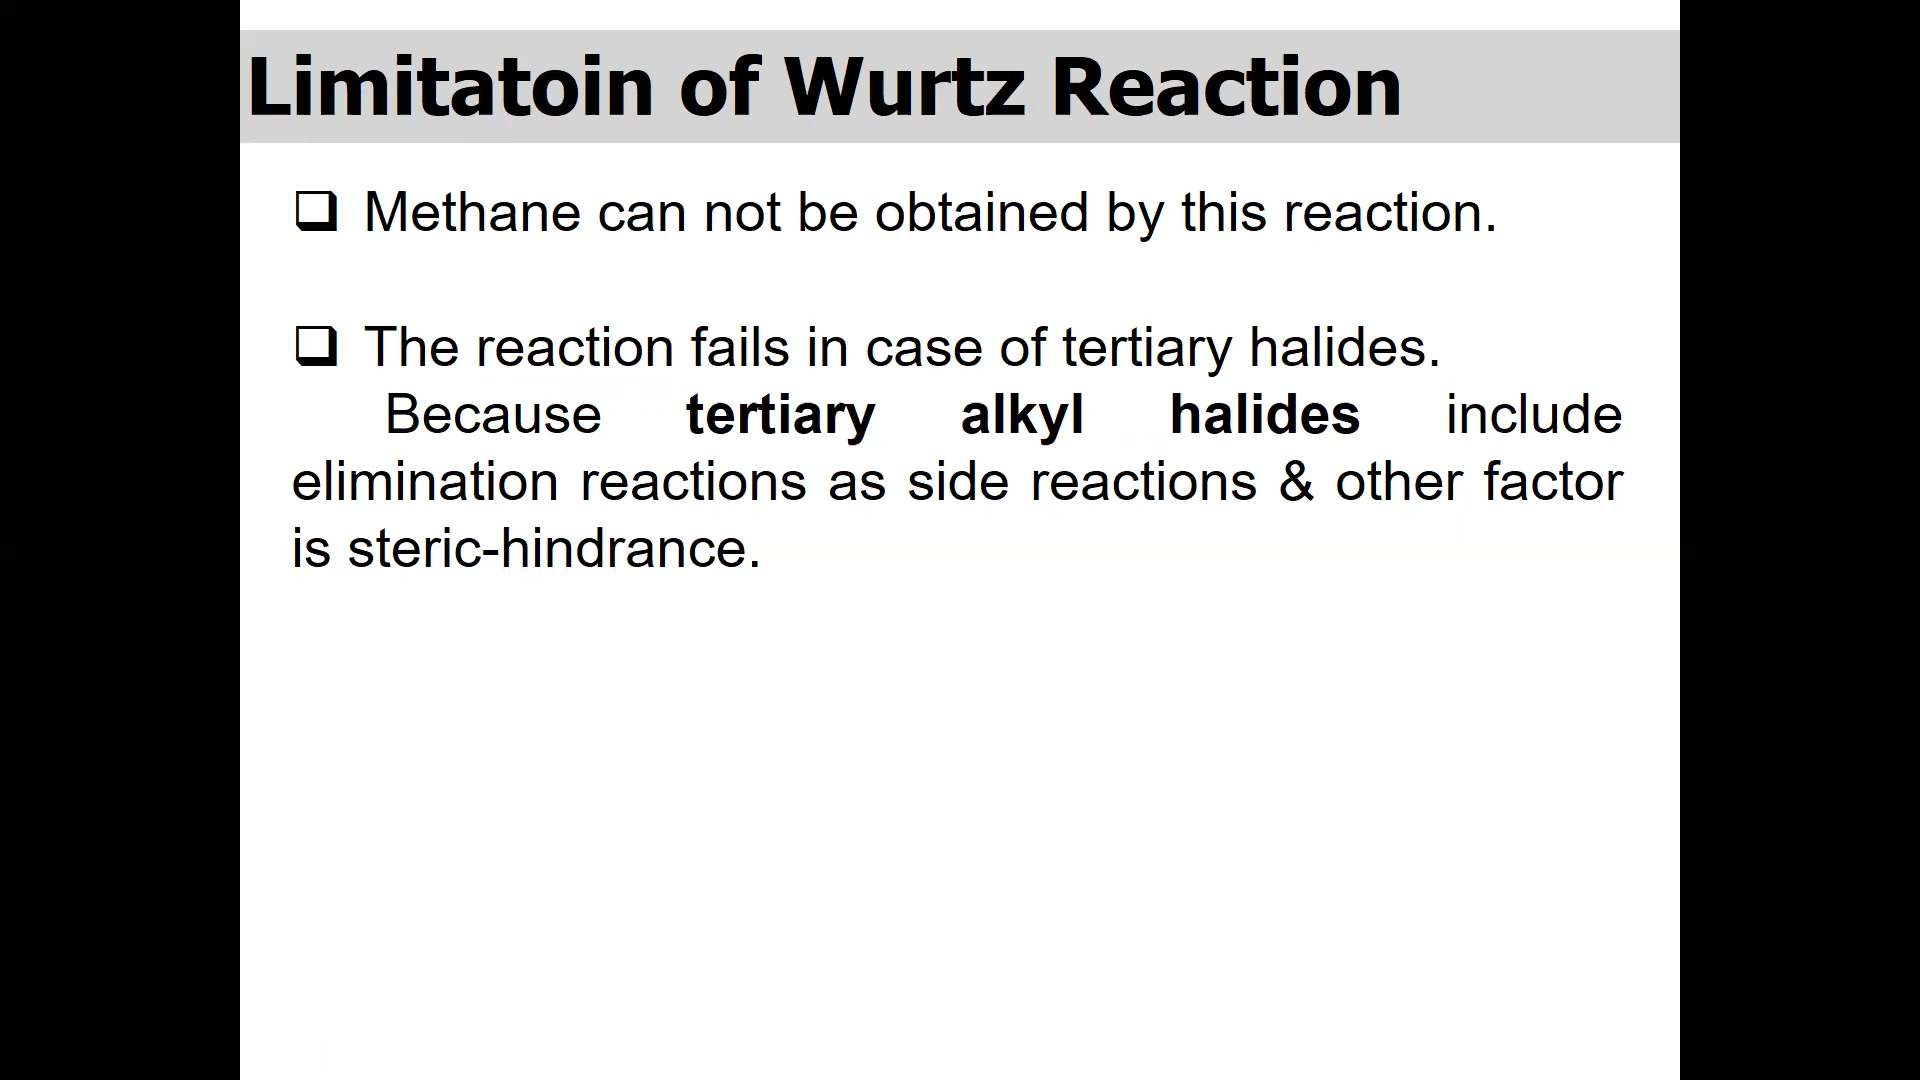 Limitatoin of Wurtz Reaction
❑ Methane can not be obtained by this reaction.
❑ The reaction fails in case of tertiary halides.
Because tertiary alkyl halides include
elimination reactions as side reactions & other factor
is steric-hindrance.